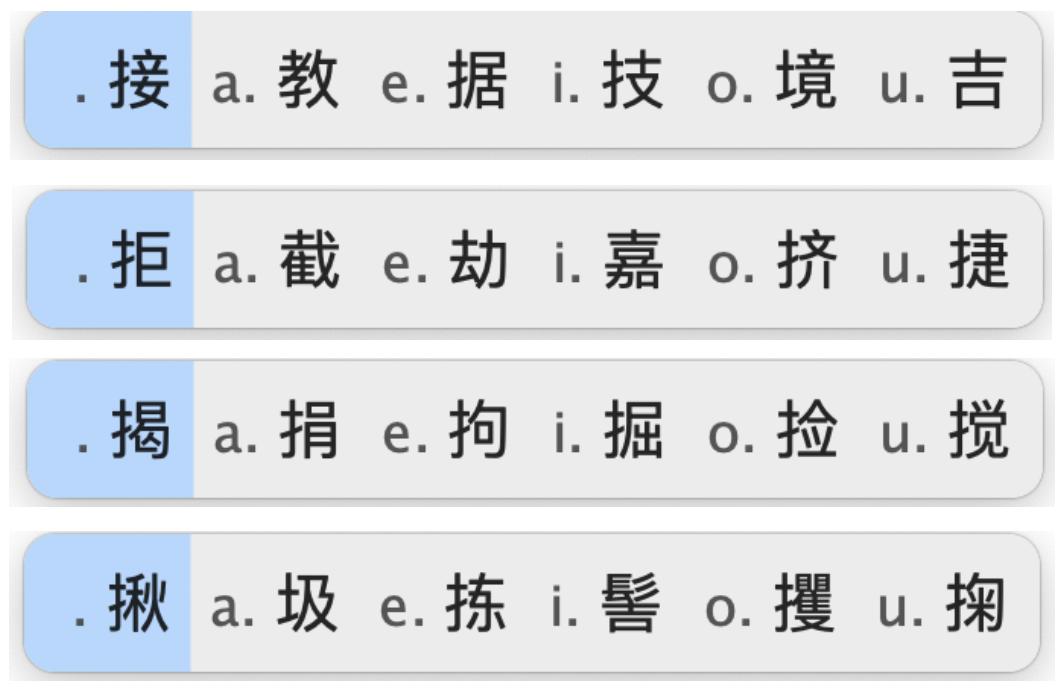 . 接 a. 教 e. 据 i. 技 o. 境 u. 吉
. 拒 a. 截 e. 劫 i. 嘉 o. 挤 u. 捷
. 揭 a. 捐 e. 拘 i. 掘 o. 捡 u. 搅
. 揪 a. 圾 e. 拣 i. 髻 o. 攫 u. 掬